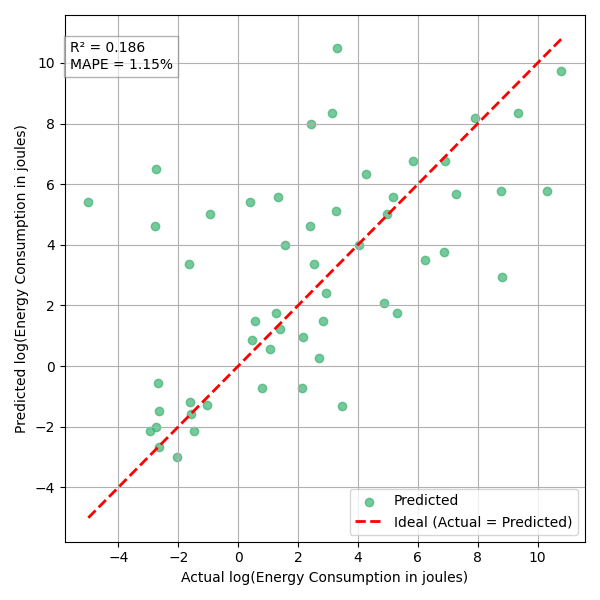 R² = 0.186
MAPE = 1.15%
10
8
6
4
2
0
−2
−4
Predicted log(Energy Consumption in joules)
Predicted
Ideal (Actual = Predicted)
−4 −2 0 2 4 6 8 10
Actual log(Energy Consumption in joules)